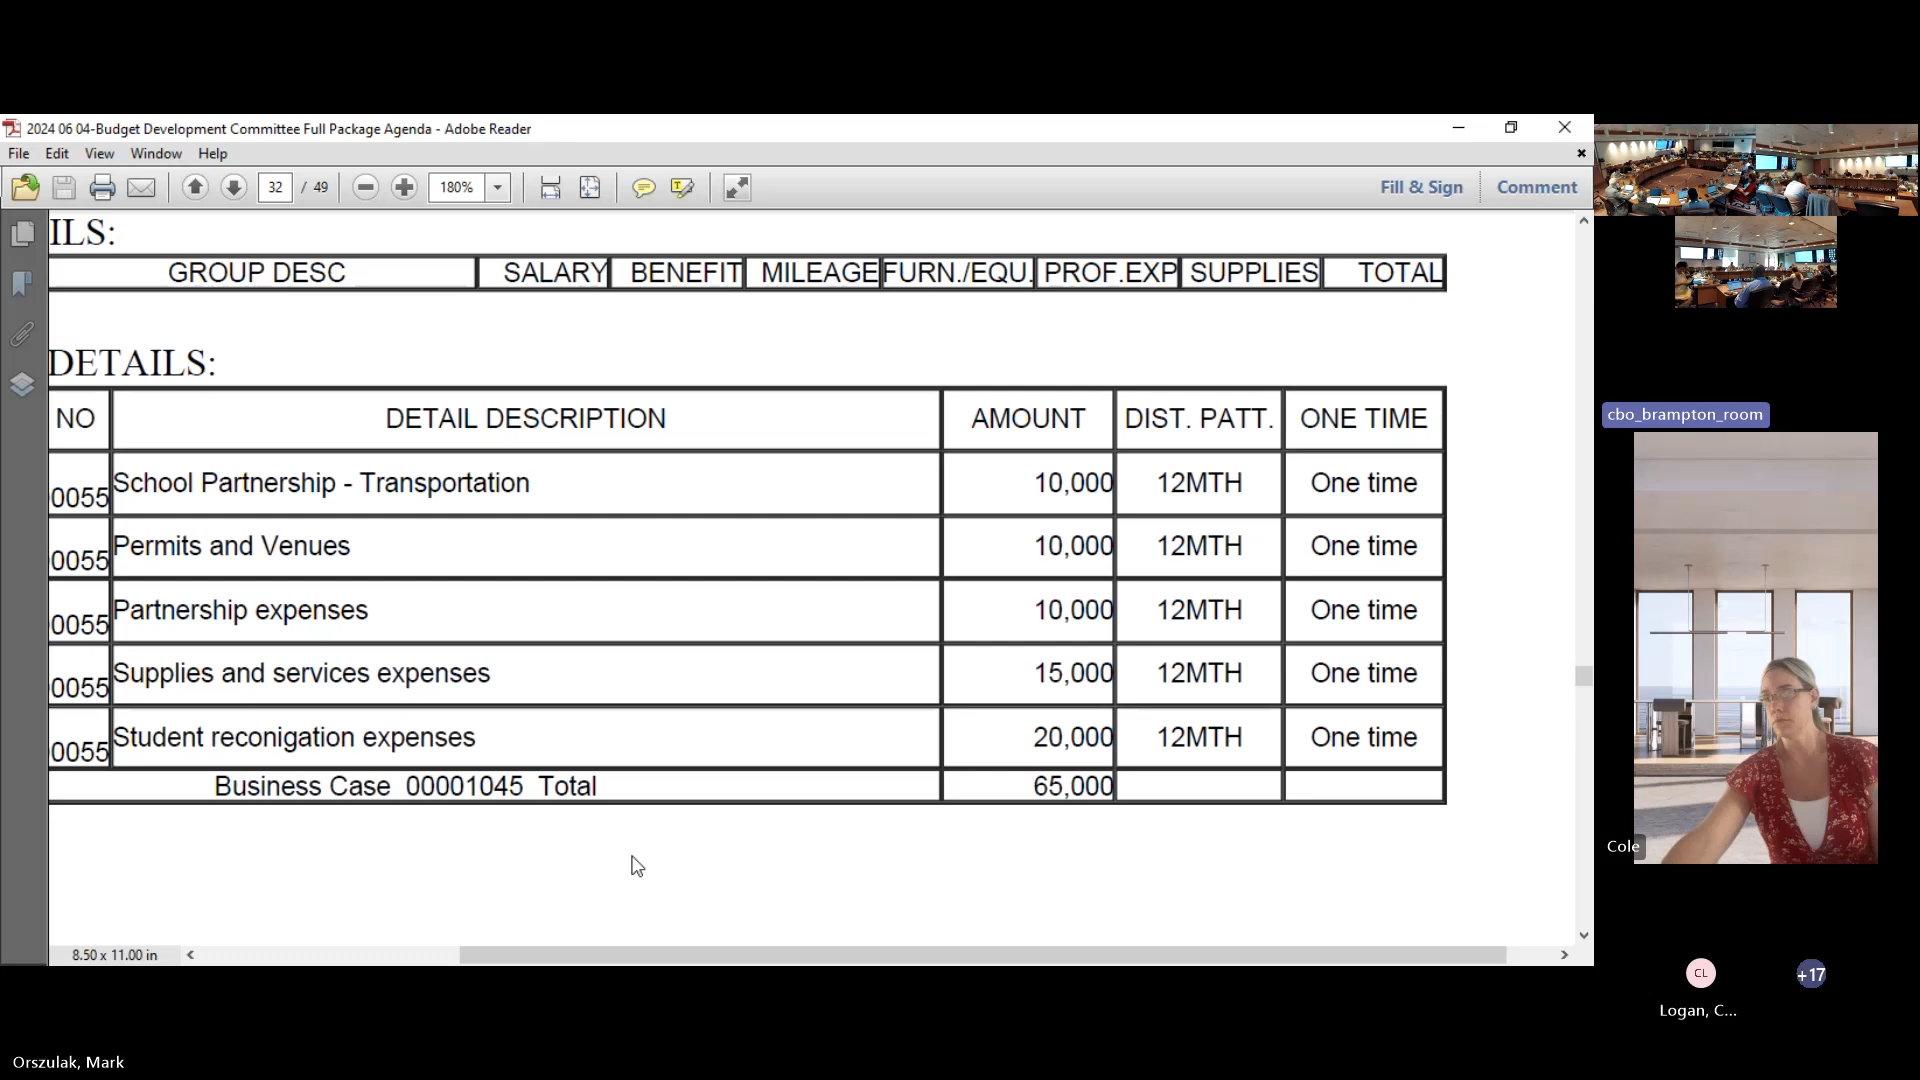 2024 06 04-Budget Development Committee Full Package Agenda - Adobe Reader
File Edit View Window Help
32 / 49 180% Fill & Sign Comment
ILS:
GROUP DESC SALARY BENEFIT MILEAGE FURN./EQU. PROF.EXP SUPPLIES TOTAL
DETAILS:
NO DETAIL DESCRIPTION AMOUNT DIST. PATT. ONE TIME
0055 School Partnership - Transportation 10,000 12MTH One time
0055 Permits and Venues 10,000 12MTH One time
0055 Partnership expenses 10,000 12MTH One time
0055 Supplies and services expenses 15,000 12MTH One time
0055 Student reconigation expenses 20,000 12MTH One time
Business Case 00001045 Total 65,000
8.50 x 11.00 in
cbo_brampton_room
Cole
CL
+17
Logan, C...
Orszulak, Mark